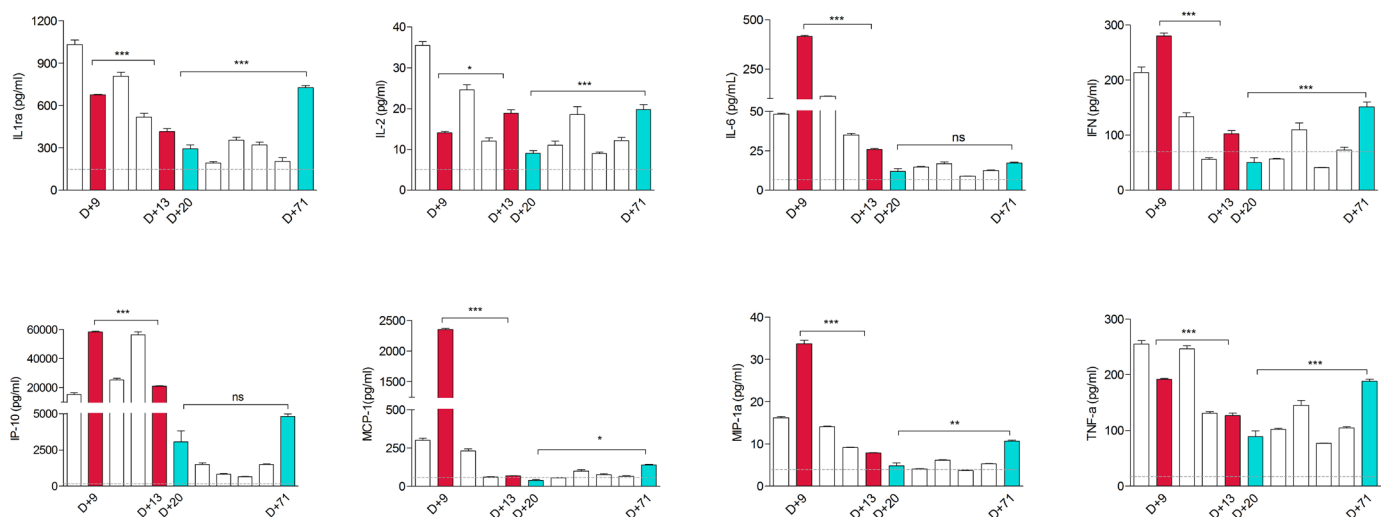 IL1ra (pg/ml)
1200
900
600
300
0
***
***
D+9
D+13
D+20
D+71
IL-2 (pg/ml)
40
30
20
10
0
*
***
D+9
D+13
D+20
D+71
IL-6 (pg/mL)
500
250
50
25
0
***
ns
D+9
D+13
D+20
D+71
IFN (pg/ml)
300
200
100
0
***
***
D+9
D+13
D+20
D+71
IP-10 (pg/ml)
60000
40000
20000
5000
2500
0
***
ns
D+9
D+13
D+20
D+71
MCP-1(pg/ml)
2500
2000
1500
1000
500
250
0
***
*
D+9
D+13
D+20
D+71
MIP-1a (pg/ml)
40
30
20
10
0
***
**
D+9
D+13
D+20
D+71
TNF-a (pg/ml)
300
200
100
0
***
***
D+9
D+13
D+20
D+71